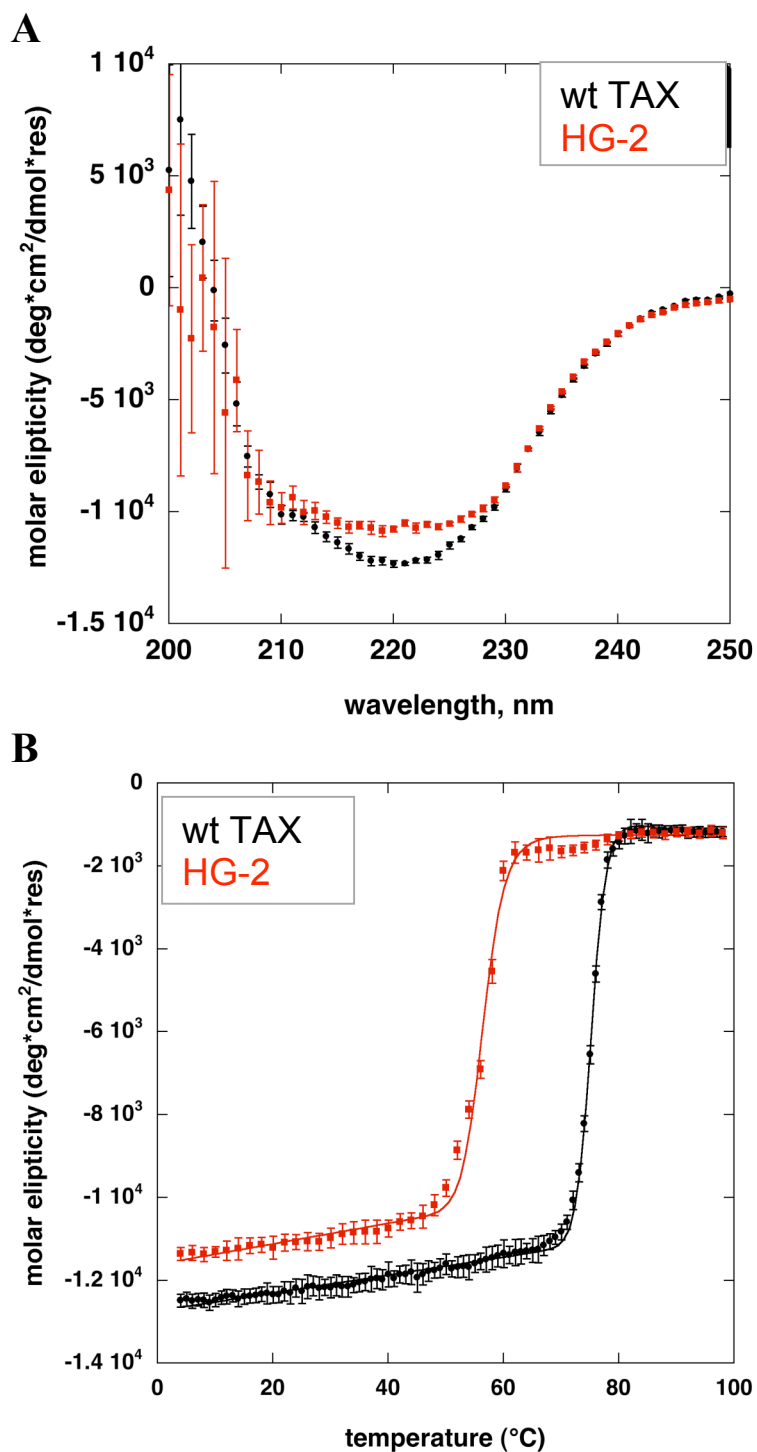 A
molar elipticity (deg*cm²/dmol*res)
1 10⁴
5 10³
0
-5 10³
-1 10⁴
-1.5 10⁴
wt TAX
HG-2
200 210 220 230 240 250
wavelength, nm
B
molar elipticity (deg*cm²/dmol*res)
0
-2 10³
-4 10³
-6 10³
-8 10³
-1 10⁴
-1.2 10⁴
-1.4 10⁴
wt TAX
HG-2
0 20 40 60 80 100
temperature (°C)